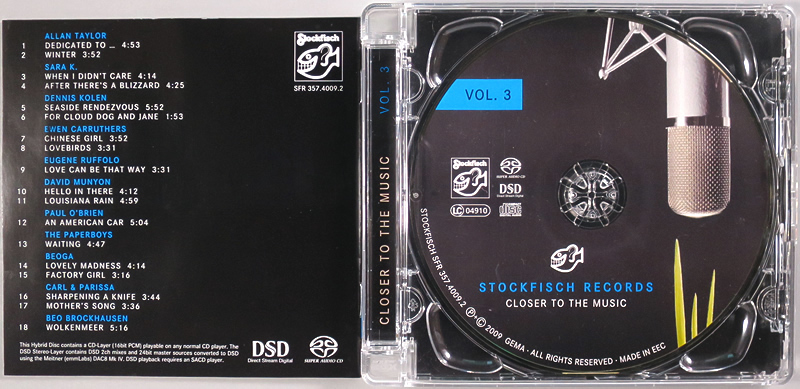 ALLAN TAYLOR
1 DEDICATED TO ... 4:53
2 WINTER 3:52
SARA K.
3 WHEN I DIDN'T CARE 4:14
4 AFTER THERE'S A BLIZZARD 4:25
DENNIS KOLEN
5 SEASIDE RENDEZVOUS 5:52
6 FOR CLOUD DOG AND JANE 1:53
EWEN CARRUTHERS
7 CHINESE GIRL 3:52
8 LOVEBIRDS 3:31
EUGENE RUFFOLO
9 LOVE CAN BE THAT WAY 3:31
DAVID MUNYON
10 HELLO IN THERE 4:12
11 LOUISIANA RAIN 4:59
PAUL O'BRIEN
12 AN AMERICAN CAR 5:04
THE PAPERBOYS
13 WAITING 4:47
BEOGA
14 LOVELY MADNESS 4:14
15 FACTORY GIRL 3:16
CARL & PARISSA
16 SHARPENING A KNIFE 3:44
17 MOTHER'S SONG 3:36
BEO BROCKHAUSEN
18 WOLKENMEER 5:16
This Hybrid Disc contains a CD-Layer (16bit PCM) playable on any normal CD player. The
DSD Stereo-Layer contains DSD 2ch mixes and 24bit master sources converted to DSD
using the Meitner (emmLabs) DAC8 Mk IV. DSD playback requires an SACD player.
DSD
Direct Stream Digital
SUPER AUDIO CD
Stockfisch
SFR 357.4009.2
CLOSER TO THE MUSIC VOL. 3
VOL. 3
Stockfisch
SUPER AUDIO CD
DSD
Direct Stream Digital
LC 04910
STOCKFISCH RECORDS
CLOSER TO THE MUSIC
STOCKFISCH SFR 357.4009.2 ℗ © 2009 GEMA · ALL RIGHTS RESERVED · MADE IN EEC